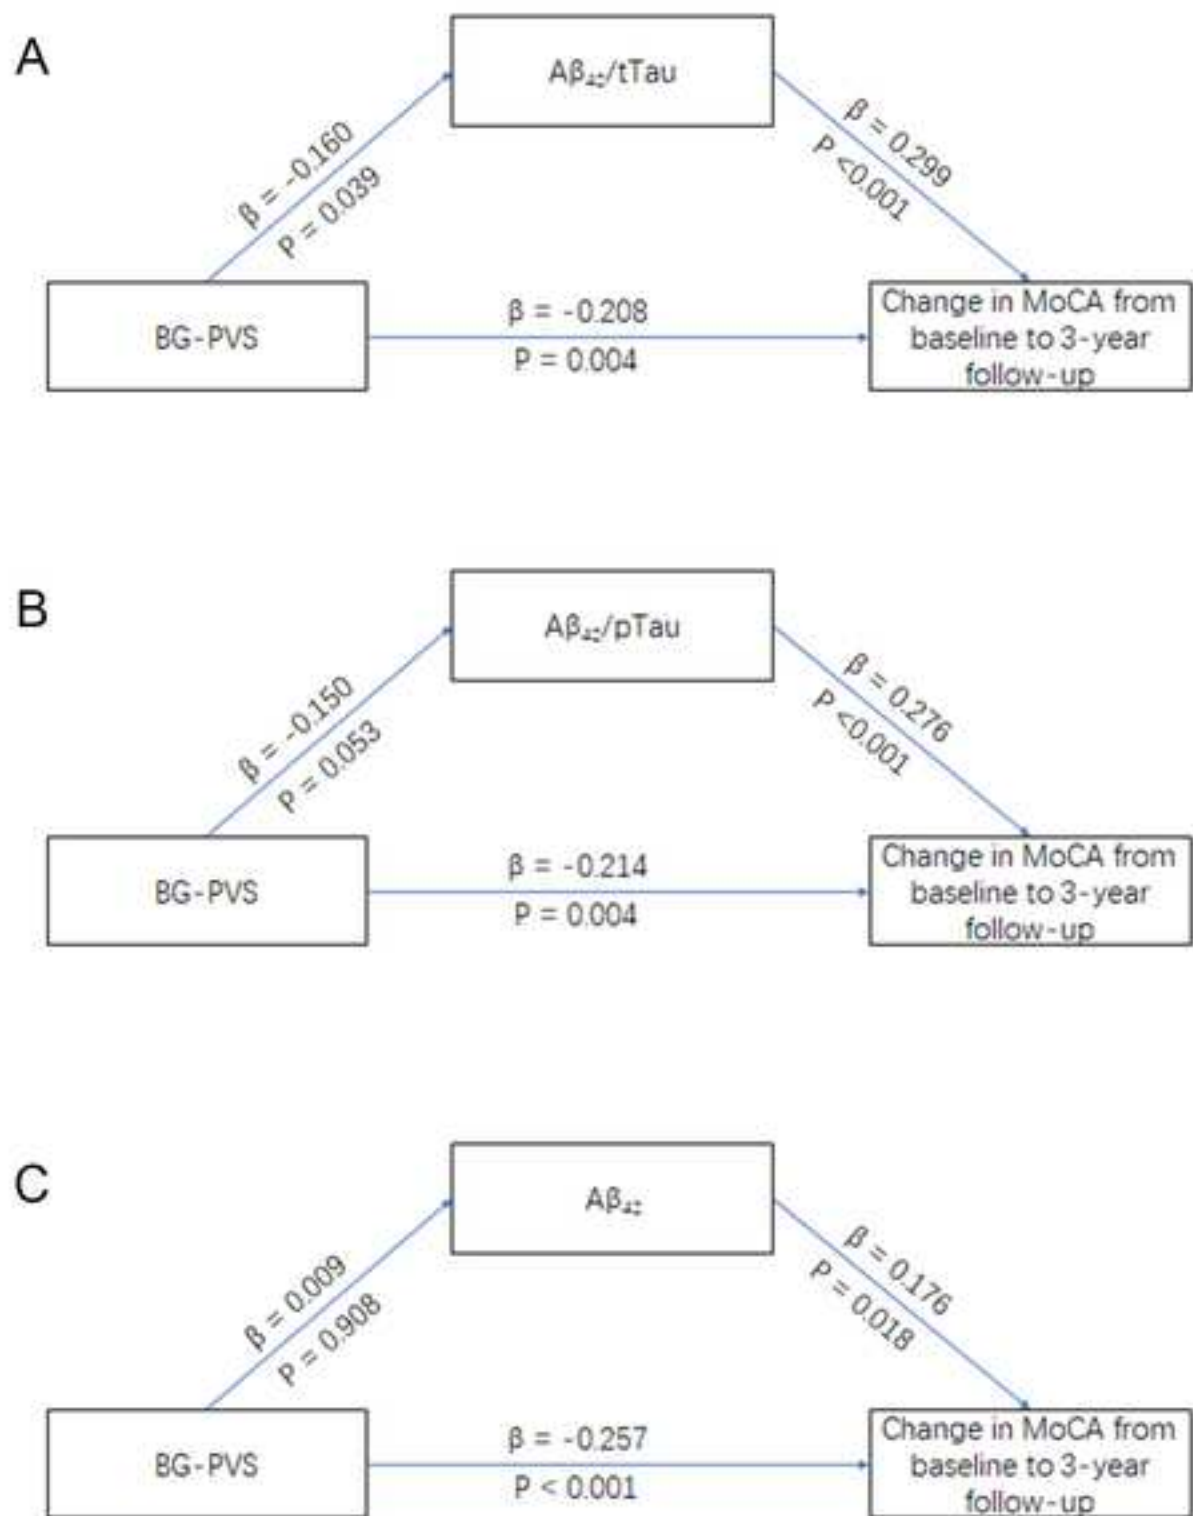 A
Aβ₄₂/tTau
β = -0.160
P = 0.039
β = 0.299
P <0.001
BG-PVS
β = -0.208
P = 0.004
Change in MoCA from
baseline to 3-year
follow-up
B
Aβ₄₂/pTau
β = -0.150
P = 0.053
β = 0.276
P <0.001
BG-PVS
β = -0.214
P = 0.004
Change in MoCA from
baseline to 3-year
follow-up
C
Aβ₄₂
β = 0.009
P = 0.908
β = 0.176
P = 0.018
BG-PVS
β = -0.257
P < 0.001
Change in MoCA from
baseline to 3-year
follow-up